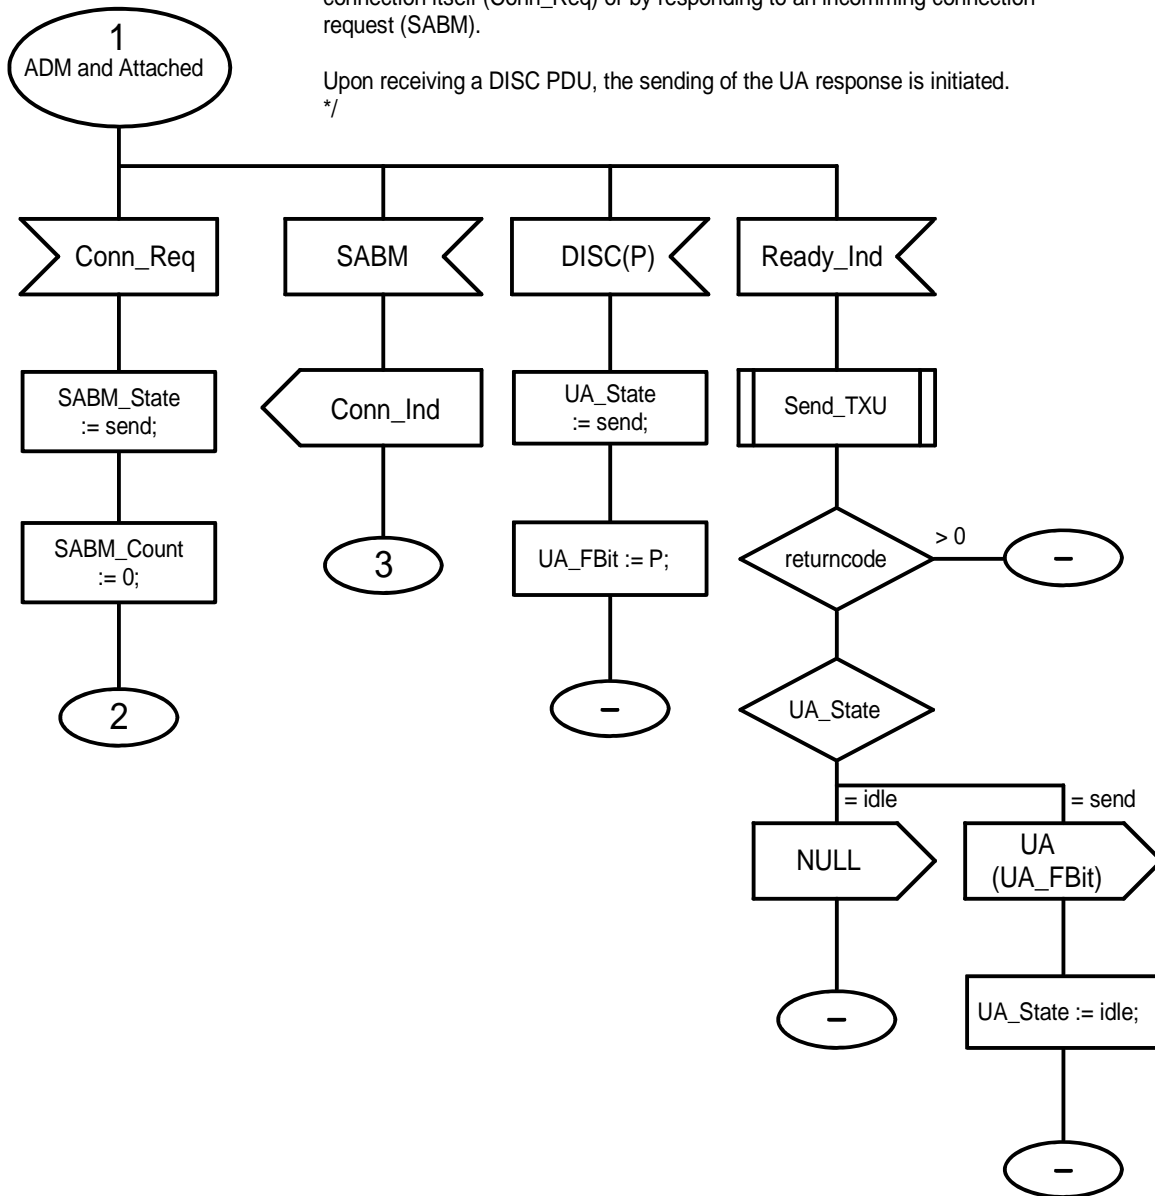 connection itself (Conn_Req) or by responding to an incomming connection
request (SABM).
Upon receiving a DISC PDU, the sending of the UA response is initiated.
*/
1
ADM and Attached
Conn_Req
SABM
DISC(P)
Ready_Ind
SABM_State
:= send;
Conn_Ind
UA_State
:= send;
Send_TXU
SABM_Count
:= 0;
3
UA_FBit := P;
returncode
> 0
–
2
–
UA_State
= idle
= send
NULL
UA
(UA_FBit)
–
UA_State := idle;
–